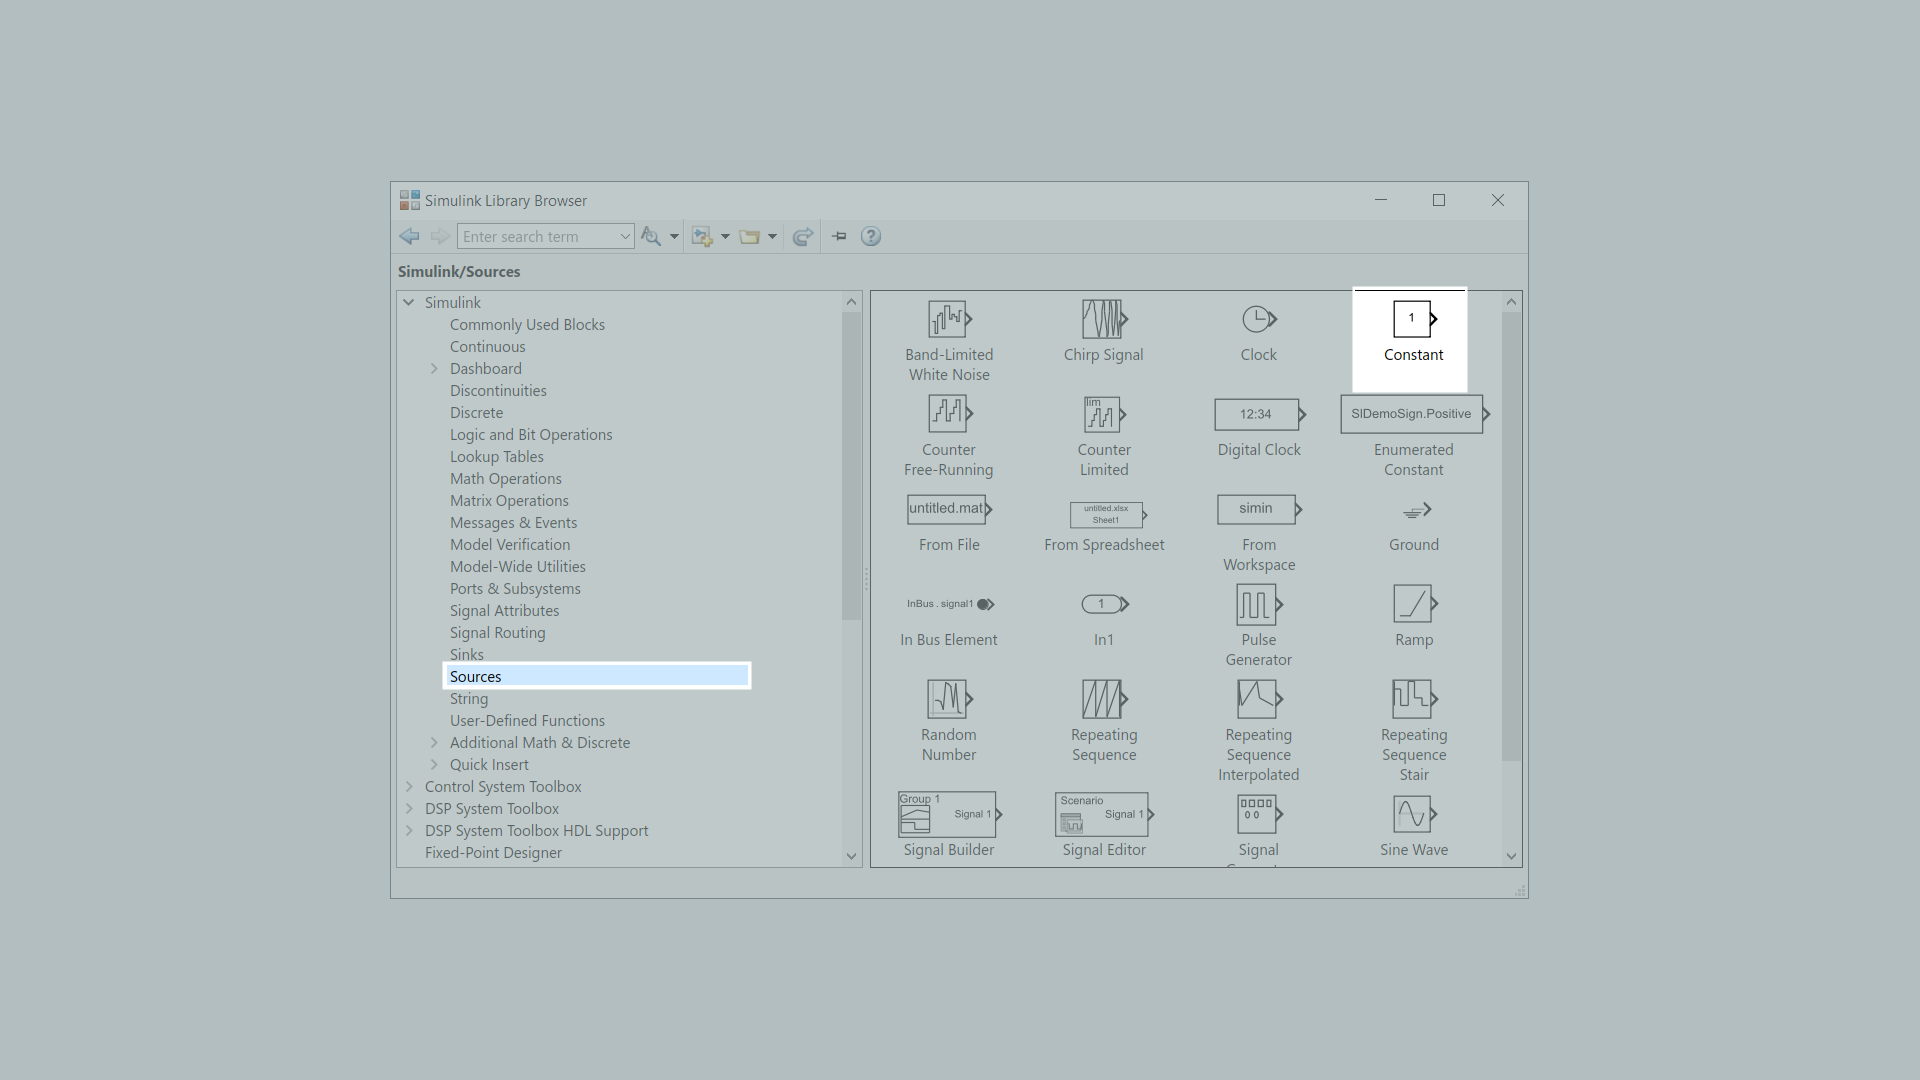 Simulink Library Browser
Enter search term
Simulink/Sources
Simulink
Commonly Used Blocks
Continuous
Dashboard
Discontinuities
Discrete
Logic and Bit Operations
Lookup Tables
Math Operations
Matrix Operations
Messages & Events
Model Verification
Model-Wide Utilities
Ports & Subsystems
Signal Attributes
Signal Routing
Sinks
Sources
String
User-Defined Functions
Additional Math & Discrete
Quick Insert
Control System Toolbox
DSP System Toolbox
DSP System Toolbox HDL Support
Fixed-Point Designer
1
Band-Limited
White Noise
Chirp Signal
Clock
Constant
lim
12:34
SlDemoSign.Positive
Counter
Free-Running
Counter
Limited
Digital Clock
Enumerated
Constant
untitled.mat
untitled.xlsx
Sheet1
simin
From File
From Spreadsheet
From
Workspace
Ground
InBus . signal1
1
In Bus Element
In1
Pulse
Generator
Ramp
Random
Number
Repeating
Sequence
Repeating
Sequence
Interpolated
Repeating
Sequence
Stair
Group 1
Signal 1
Scenario
Signal 1
Signal Builder
Signal Editor
Signal
Sine Wave